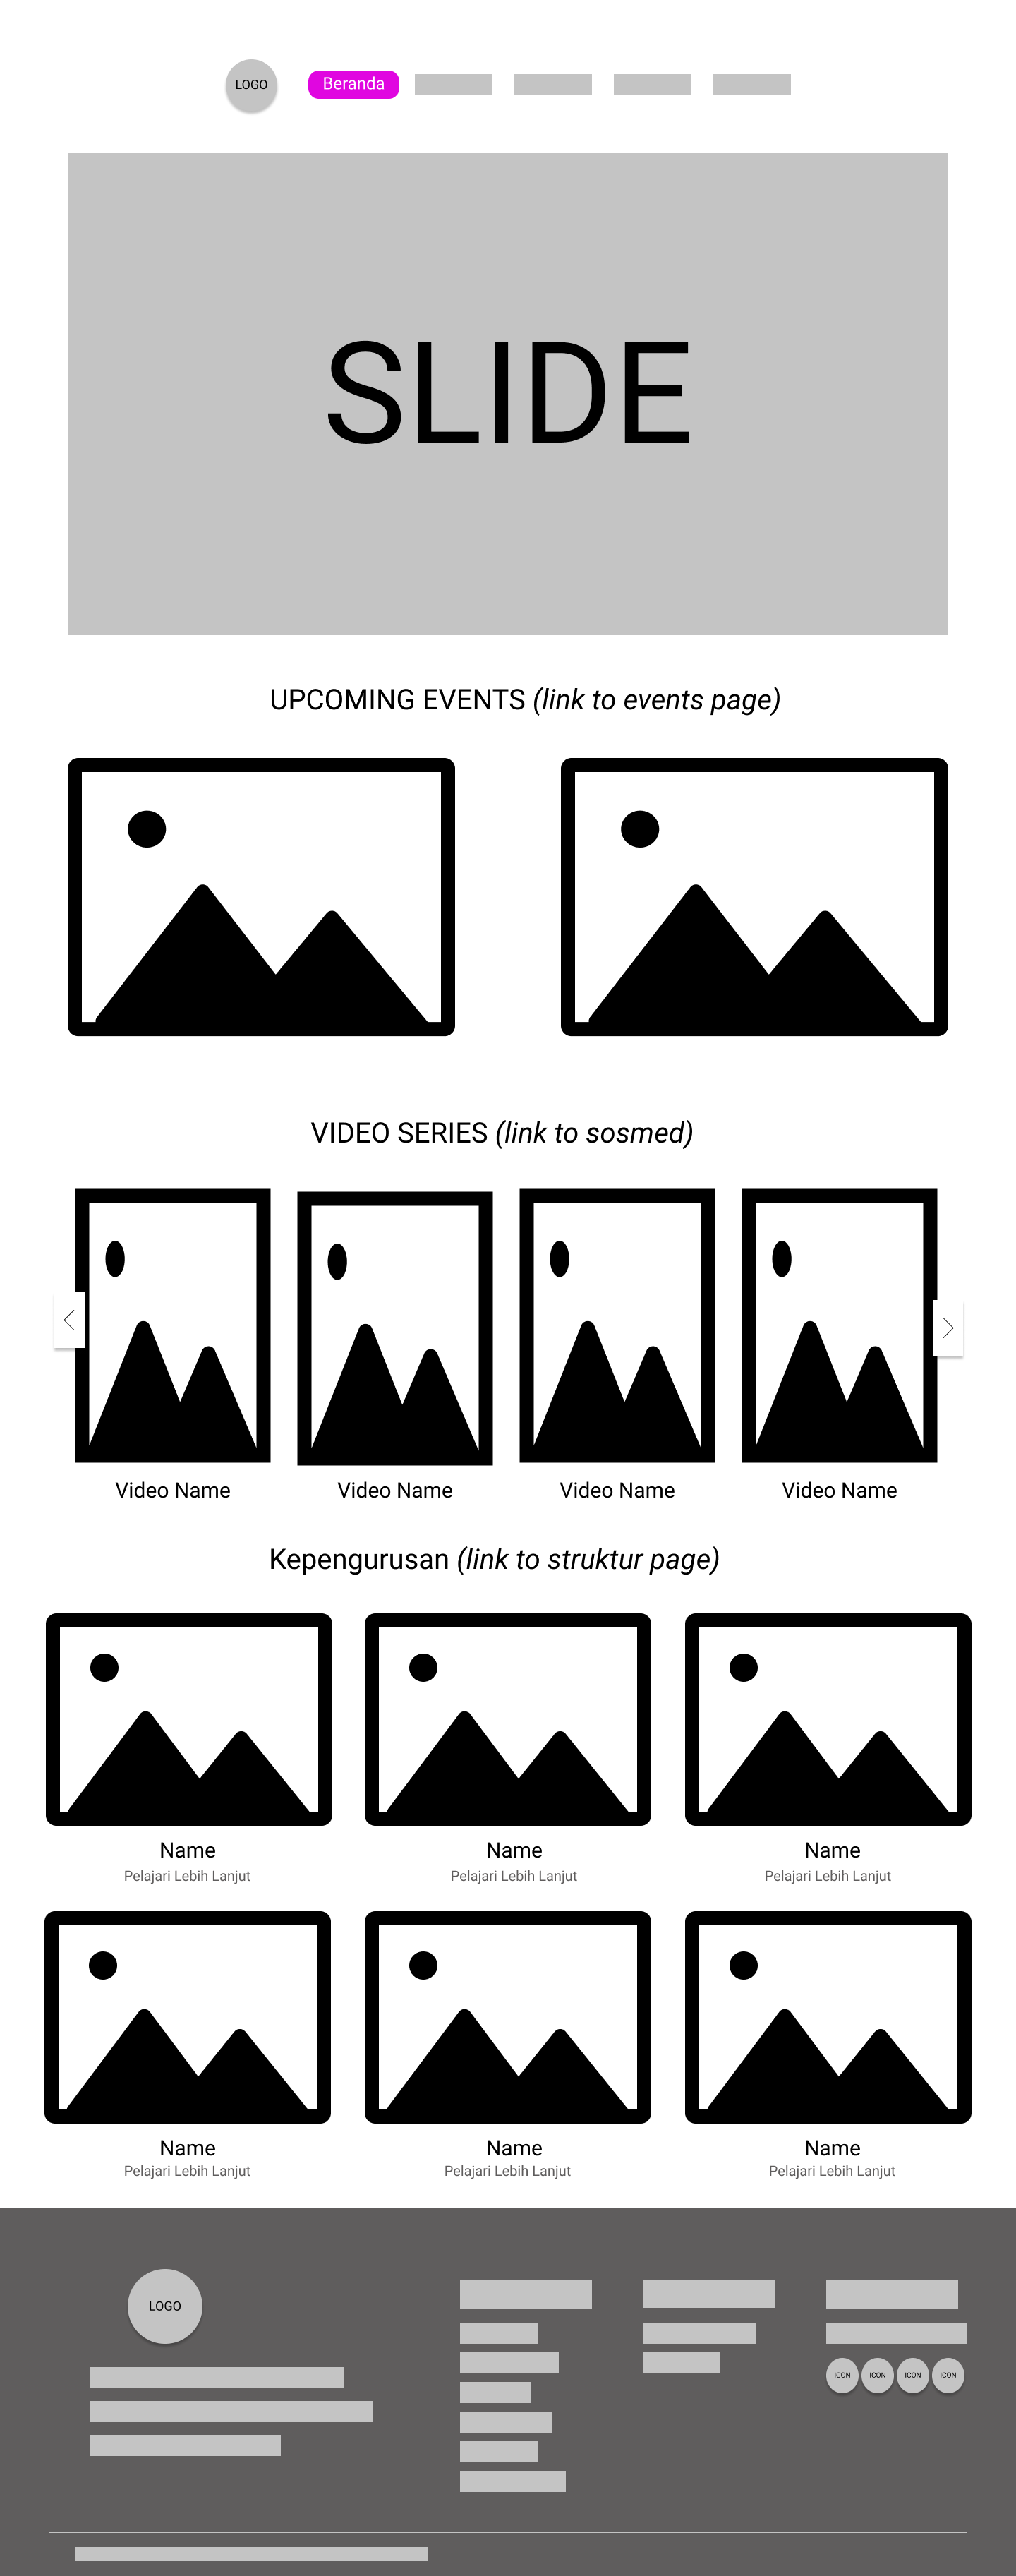 LOGO
Beranda
SLIDE
UPCOMING EVENTS (link to events page)
VIDEO SERIES (link to sosmed)
Video Name
Video Name
Video Name
Video Name
Kepengurusan (link to struktur page)
Name
Name
Name
Pelajari Lebih Lanjut
Pelajari Lebih Lanjut
Pelajari Lebih Lanjut
Name
Name
Name
Pelajari Lebih Lanjut
Pelajari Lebih Lanjut
Pelajari Lebih Lanjut
LOGO
ICON
ICON
ICON
ICON